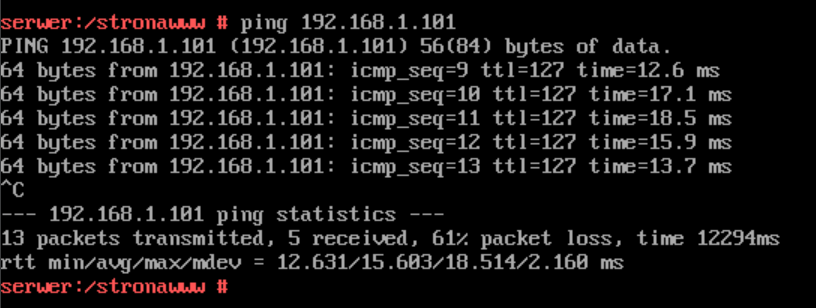 serwer:/stronawww # ping 192.168.1.101
PING 192.168.1.101 (192.168.1.101) 56(84) bytes of data.
64 bytes from 192.168.1.101: icmp_seq=9 ttl=127 time=12.6 ms
64 bytes from 192.168.1.101: icmp_seq=10 ttl=127 time=17.1 ms
64 bytes from 192.168.1.101: icmp_seq=11 ttl=127 time=18.5 ms
64 bytes from 192.168.1.101: icmp_seq=12 ttl=127 time=15.9 ms
64 bytes from 192.168.1.101: icmp_seq=13 ttl=127 time=13.7 ms
^C
--- 192.168.1.101 ping statistics ---
13 packets transmitted, 5 received, 61% packet loss, time 12294ms
rtt min/avg/max/mdev = 12.631/15.603/18.514/2.160 ms
serwer:/stronawww #